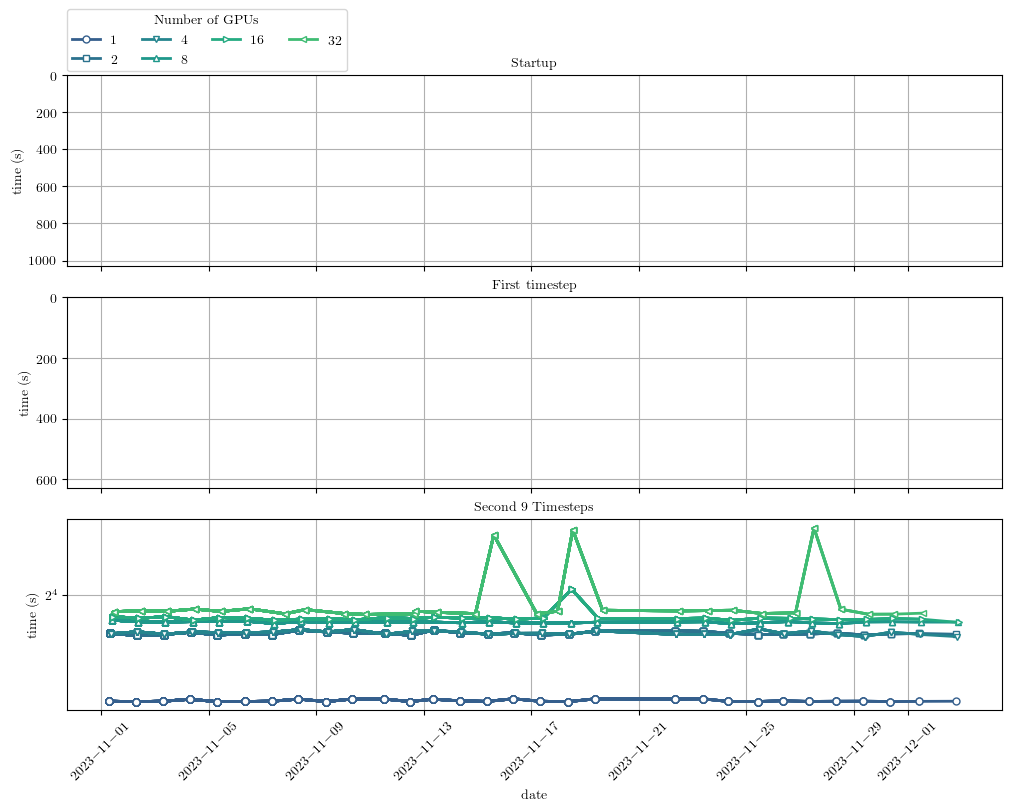 Number of GPUs
1 4 16 32
2 8
Startup
0
200
400
600
800
1000
time (s)
First timestep
0
200
400
600
time (s)
Second 9 Timesteps
2^4
time (s)
2023−11−01 2023−11−05 2023−11−09 2023−11−13 2023−11−17 2023−11−21 2023−11−25 2023−11−29 2023−12−01
date